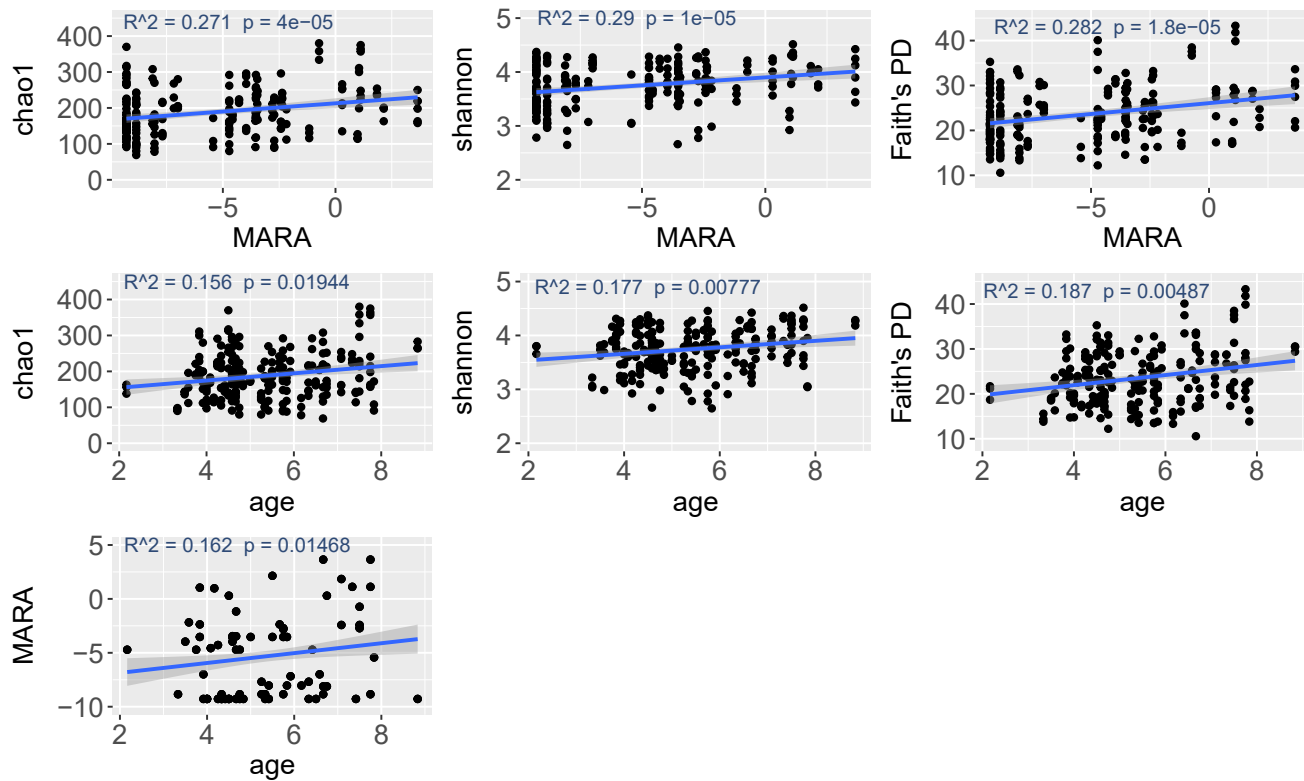 R^2 = 0.271  p = 4e−05
400
300
200
100
0
chao1
−5
0
MARA
R^2 = 0.29  p = 1e−05
5
4
3
2
shannon
−5
0
MARA
R^2 = 0.282  p = 1.8e−05
40
30
20
10
Faith's PD
−5
0
MARA
R^2 = 0.156  p = 0.01944
400
300
200
100
0
chao1
2
4
6
8
age
R^2 = 0.177  p = 0.00777
5
4
3
2
shannon
2
4
6
8
age
R^2 = 0.187  p = 0.00487
40
30
20
10
Faith's PD
2
4
6
8
age
R^2 = 0.162  p = 0.01468
5
0
−5
−10
MARA
2
4
6
8
age